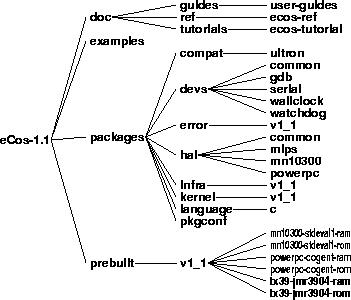 guides user-guides
doc ref ecos-ref
tutorials ecos-tutorial
examples
compat ultron
common
gdb
devs serial
wallclock
watchdog
error v1_1
common
eCos-1.1 packages hal mips
mn10300
powerpc
infra v1_1
kernel v1_1
language c
pkgconf
mn10300-stdeval1-ram
mn10300-stdeval1-rom
prebuilt v1_1 powerpc-cogent-ram
powerpc-cogent-rom
tx39-jmr3904-ram
tx39-jmr3904-rom